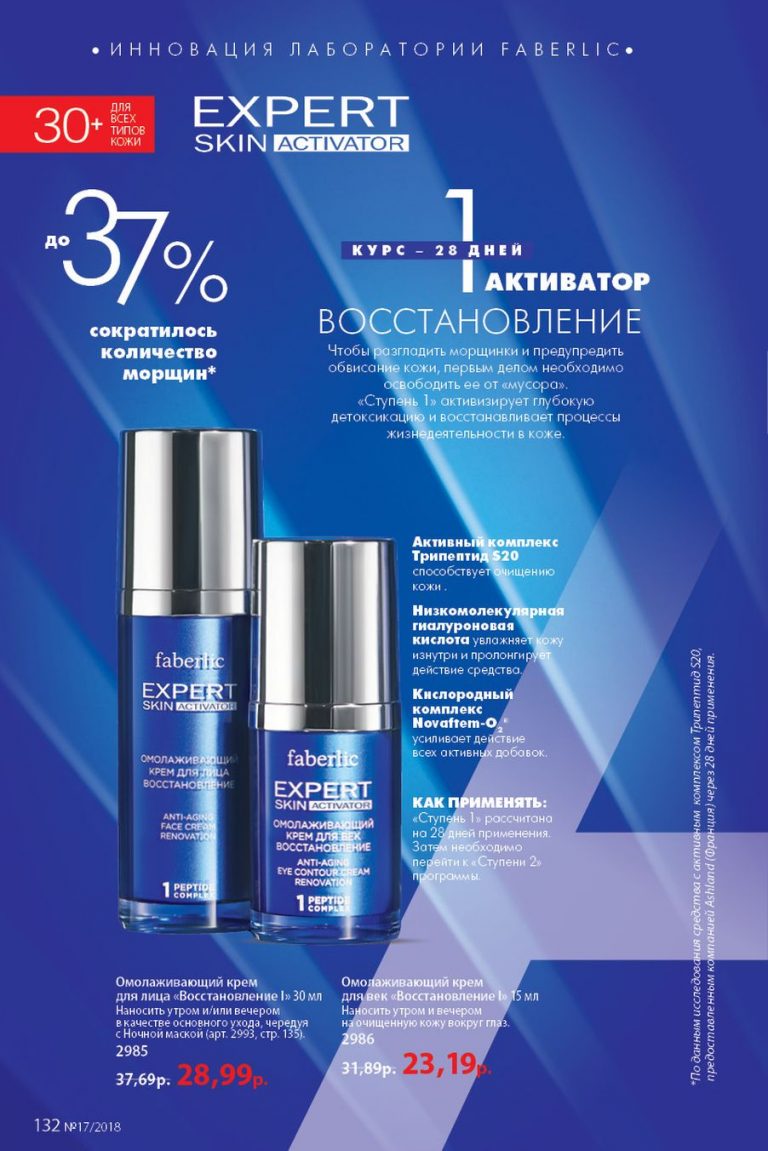 • ИННОВАЦИЯ ЛАБОРАТОРИИ FABERLIC •
30+
ДЛЯ
ВСЕХ
ТИПОВ
КОЖИ
EXPERT
SKIN ACTIVATOR
до 37%
сократилось
количество
морщин*
1
КУРС – 28 ДНЕЙ
АКТИВАТОР
ВОССТАНОВЛЕНИЕ
Чтобы разгладить морщинки и предупредить
обвисание кожи, первым делом необходимо
освободить ее от «мусора».
«Ступень 1» активизирует глубокую
детоксикацию и восстанавливает процессы
жизнедеятельности в коже.
Активный комплекс
Трипептид S20
способствует очищению
кожи .
Низкомолекулярная
гиалуроновая
кислота увлажняет кожу
изнутри и пролонгирует
действие средства.
Кислородный
комплекс
Novaftem-O₂®
усиливает действие
всех активных добавок.
КАК ПРИМЕНЯТЬ:
«Ступень 1» рассчитана
на 28 дней применения.
Затем необходимо
перейти к «Ступени 2»
программы.
faberlic
EXPERT
SKIN ACTIVATOR
ОМОЛАЖИВАЮЩИЙ
КРЕМ ДЛЯ ЛИЦА
ВОССТАНОВЛЕНИЕ
ANTI-AGING
FACE CREAM
RENOVATION
1 PEPTIDE
COMPLEX
faberlic
EXPERT
SKIN ACTIVATOR
ОМОЛАЖИВАЮЩИЙ
КРЕМ ДЛЯ ВЕК
ВОССТАНОВЛЕНИЕ
ANTI-AGING
EYE CONTOUR CREAM
RENOVATION
1 PEPTIDE
COMPLEX
Омолаживающий крем
для лица «Восстановление I» 30 мл
Наносить утром и/или вечером
в качестве основного ухода, чередуя
с Ночной маской (арт. 2993, стр. 135).
2985
37,69р. 28,99р.
Омолаживающий крем
для век «Восстановление I» 15 мл
Наносить утром и вечером
на очищенную кожу вокруг глаз.
2986
31,89р. 23,19р.
*По данным исследования средства с активным комплексом Трипептид S20,
предоставленным компанией Ashland (Франция) через 28 дней применения.
132 №17/2018